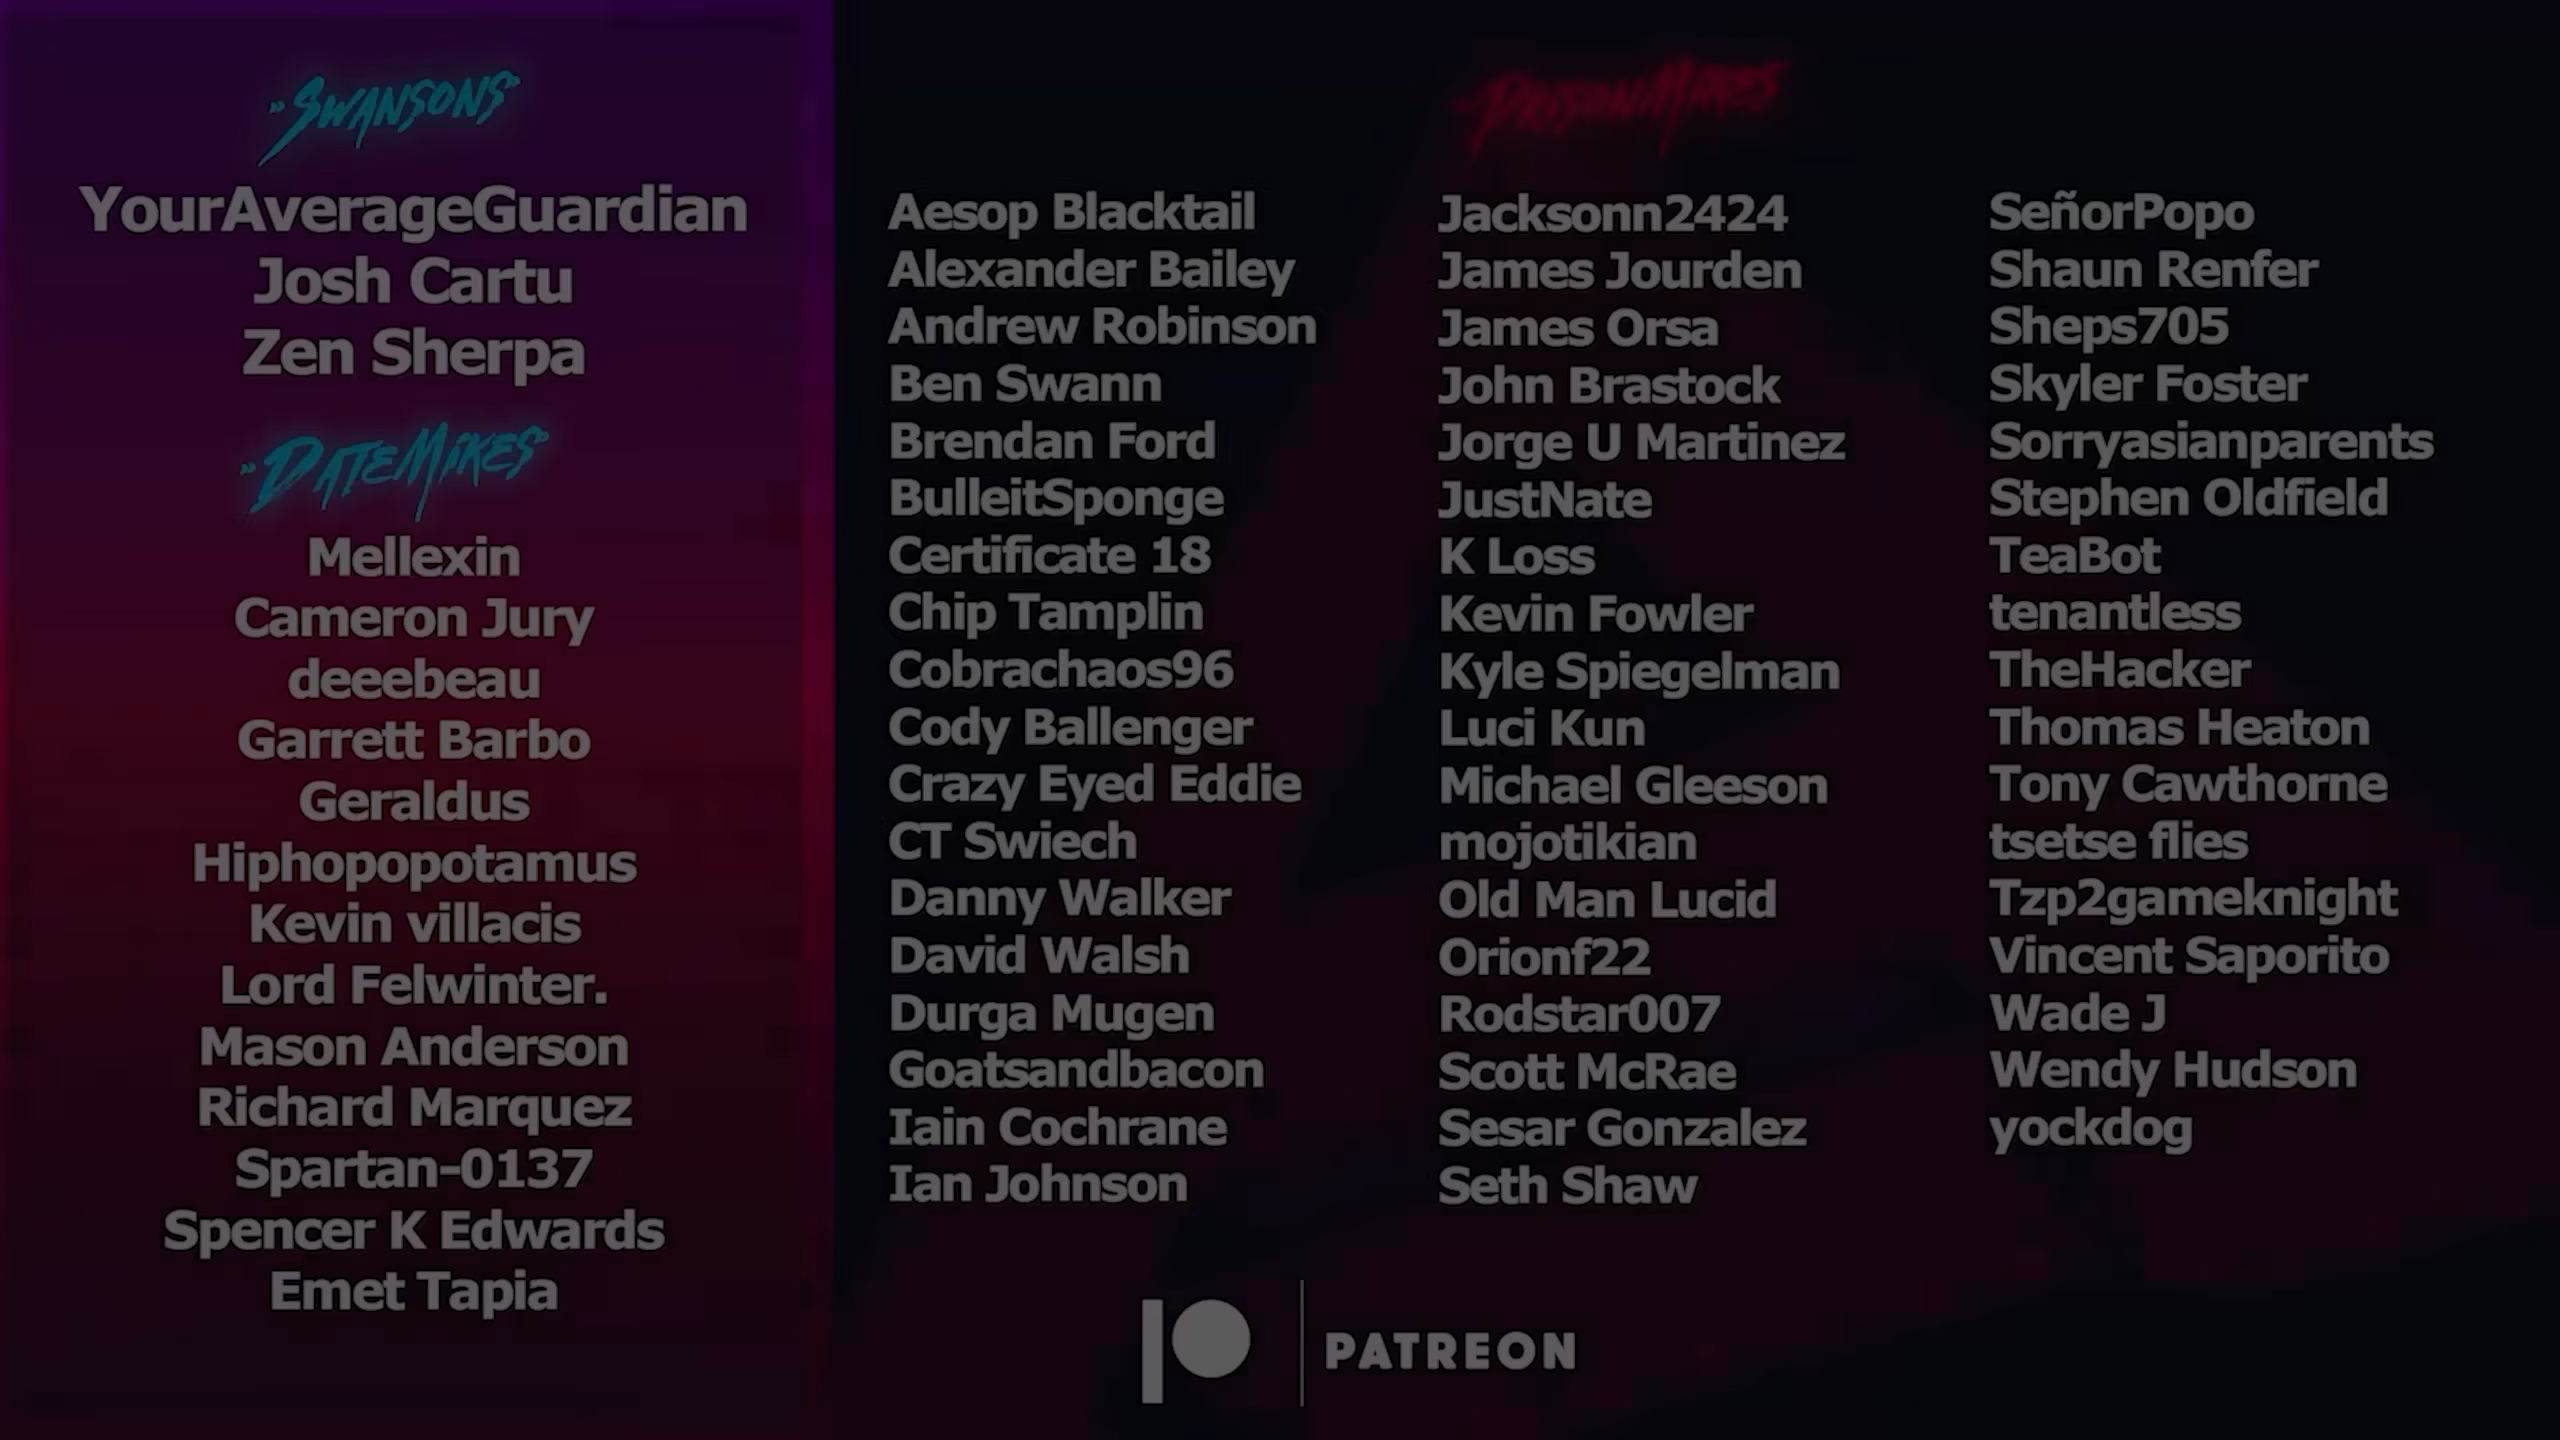 "Swansons"
YourAverageGuardian
Josh Cartu
Zen Sherpa
"DateMikes"
Mellexin
Cameron Jury
deeebeau
Garrett Barbo
Geraldus
Hiphopopotamus
Kevin villacis
Lord Felwinter.
Mason Anderson
Richard Marquez
Spartan-0137
Spencer K Edwards
Emet Tapia
"PrisonMikes"
Aesop Blacktail
Alexander Bailey
Andrew Robinson
Ben Swann
Brendan Ford
BulleitSponge
Certificate 18
Chip Tamplin
Cobrachaos96
Cody Ballenger
Crazy Eyed Eddie
CT Swiech
Danny Walker
David Walsh
Durga Mugen
Goatsandbacon
Iain Cochrane
Ian Johnson
Jacksonn2424
James Jourden
James Orsa
John Brastock
Jorge U Martinez
JustNate
K Loss
Kevin Fowler
Kyle Spiegelman
Luci Kun
Michael Gleeson
mojotikian
Old Man Lucid
Orionf22
Rodstar007
Scott McRae
Sesar Gonzalez
Seth Shaw
SeñorPopo
Shaun Renfer
Sheps705
Skyler Foster
Sorryasianparents
Stephen Oldfield
TeaBot
tenantless
TheHacker
Thomas Heaton
Tony Cawthorne
tsetse flies
Tzp2gameknight
Vincent Saporito
Wade J
Wendy Hudson
yockdog
PATREON